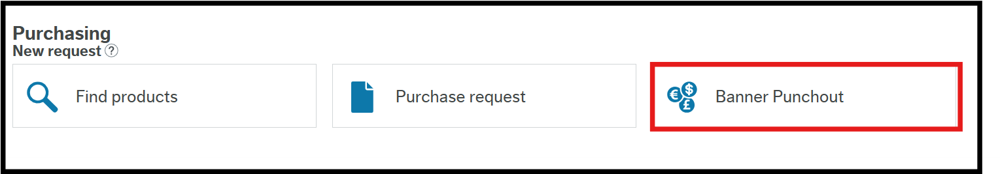 Purchasing
New request ?
Find products
Purchase request
€ $ £
Banner Punchout